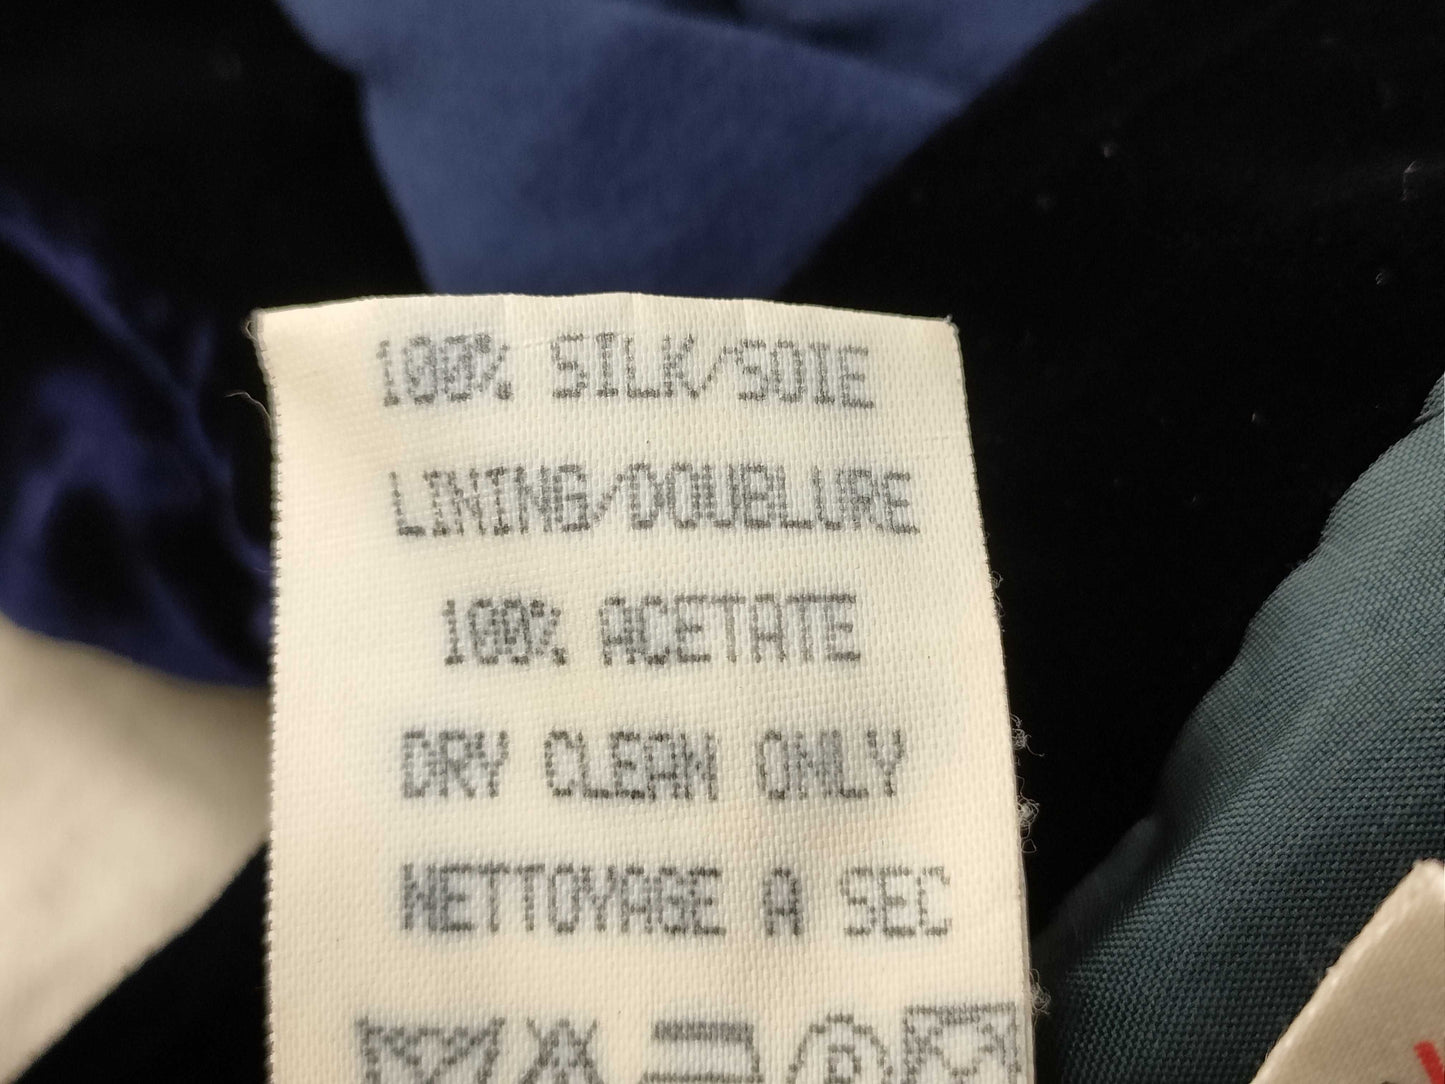 100% SILK/SOIE
LINING/DOUBLURE
100% ACETATE
DRY CLEAN ONLY
NETTOYAGE A SEC
P